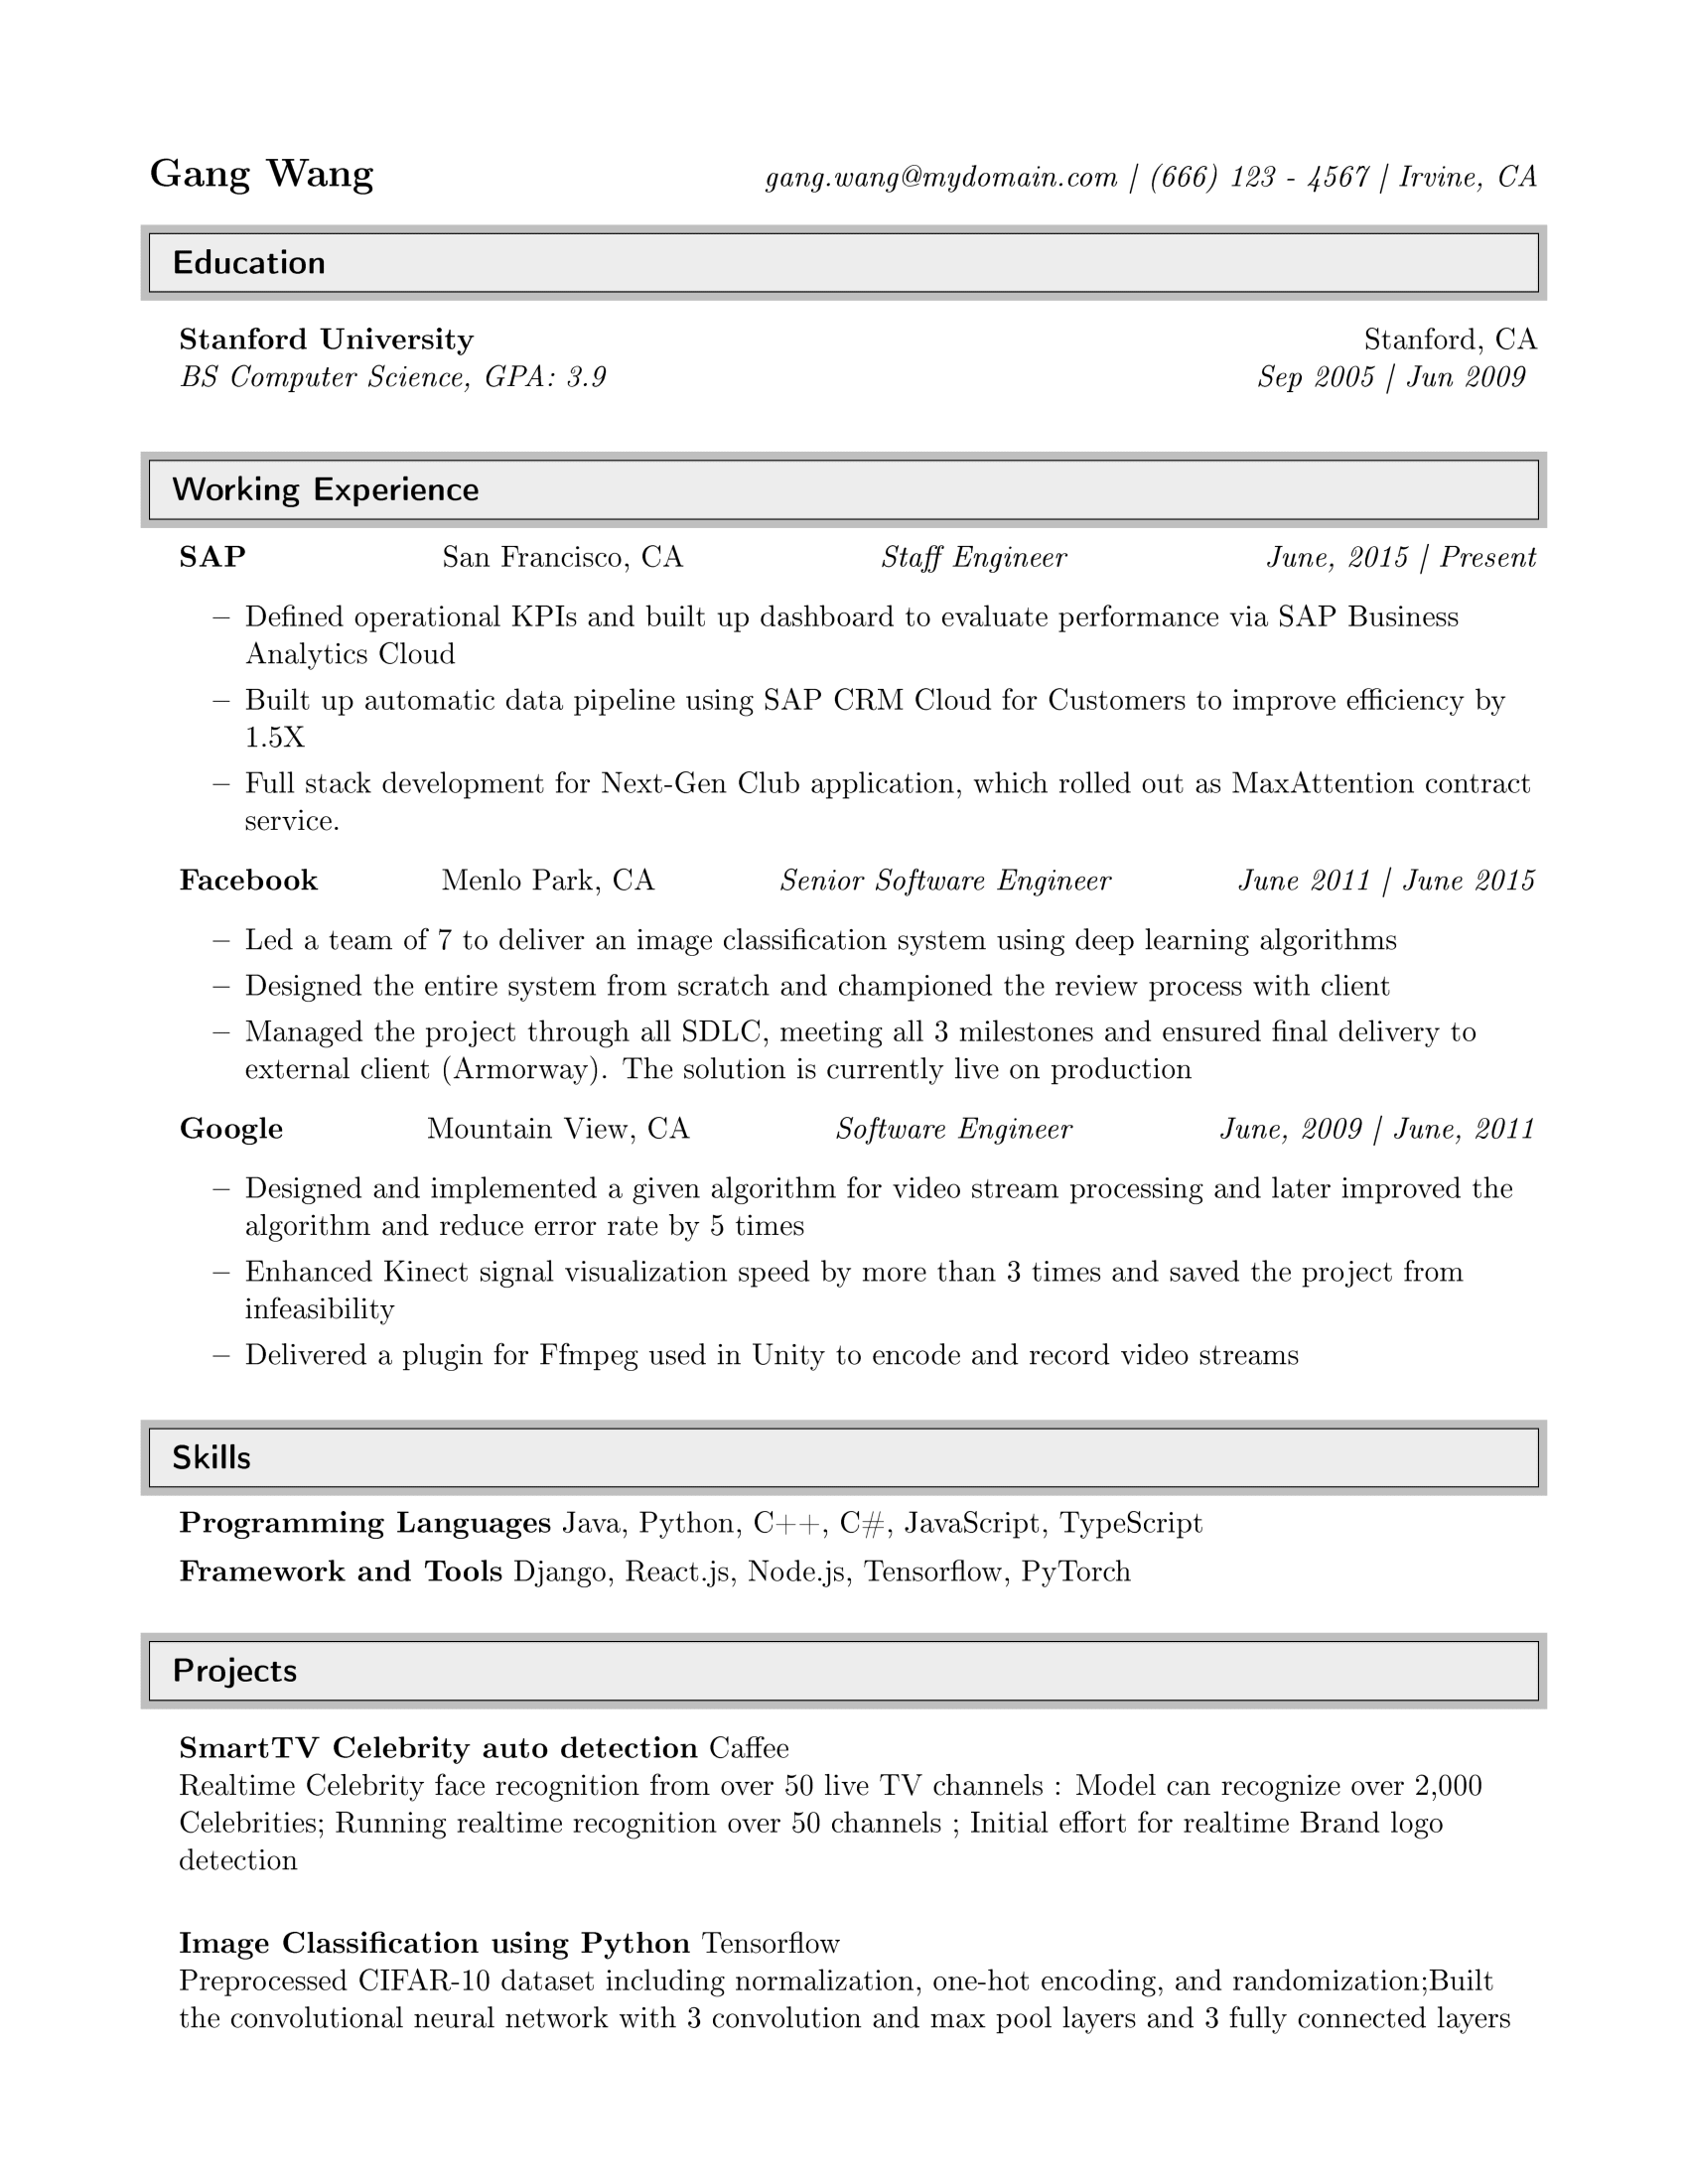 Gang Wang gang.wang@mydomain.com | (666) 123 - 4567 | Irvine, CA
Education
Stanford University Stanford, CA
BS Computer Science, GPA: 3.9 Sep 2005 | Jun 2009
Working Experience
SAP San Francisco, CA Staff Engineer June, 2015 | Present
– Defined operational KPIs and built up dashboard to evaluate performance via SAP Business
Analytics Cloud
– Built up automatic data pipeline using SAP CRM Cloud for Customers to improve efficiency by
1.5X
– Full stack development for Next-Gen Club application, which rolled out as MaxAttention contract
service.
Facebook Menlo Park, CA Senior Software Engineer June 2011 | June 2015
– Led a team of 7 to deliver an image classification system using deep learning algorithms
– Designed the entire system from scratch and championed the review process with client
– Managed the project through all SDLC, meeting all 3 milestones and ensured final delivery to
external client (Armorway). The solution is currently live on production
Google Mountain View, CA Software Engineer June, 2009 | June, 2011
– Designed and implemented a given algorithm for video stream processing and later improved the
algorithm and reduce error rate by 5 times
– Enhanced Kinect signal visualization speed by more than 3 times and saved the project from
infeasibility
– Delivered a plugin for Ffmpeg used in Unity to encode and record video streams
Skills
Programming Languages Java, Python, C++, C#, JavaScript, TypeScript
Framework and Tools Django, React.js, Node.js, Tensorflow, PyTorch
Projects
SmartTV Celebrity auto detection Caffee
Realtime Celebrity face recognition from over 50 live TV channels : Model can recognize over 2,000
Celebrities; Running realtime recognition over 50 channels ; Initial effort for realtime Brand logo
detection
Image Classification using Python Tensorflow
Preprocessed CIFAR-10 dataset including normalization, one-hot encoding, and randomization;Built
the convolutional neural network with 3 convolution and max pool layers and 3 fully connected layers